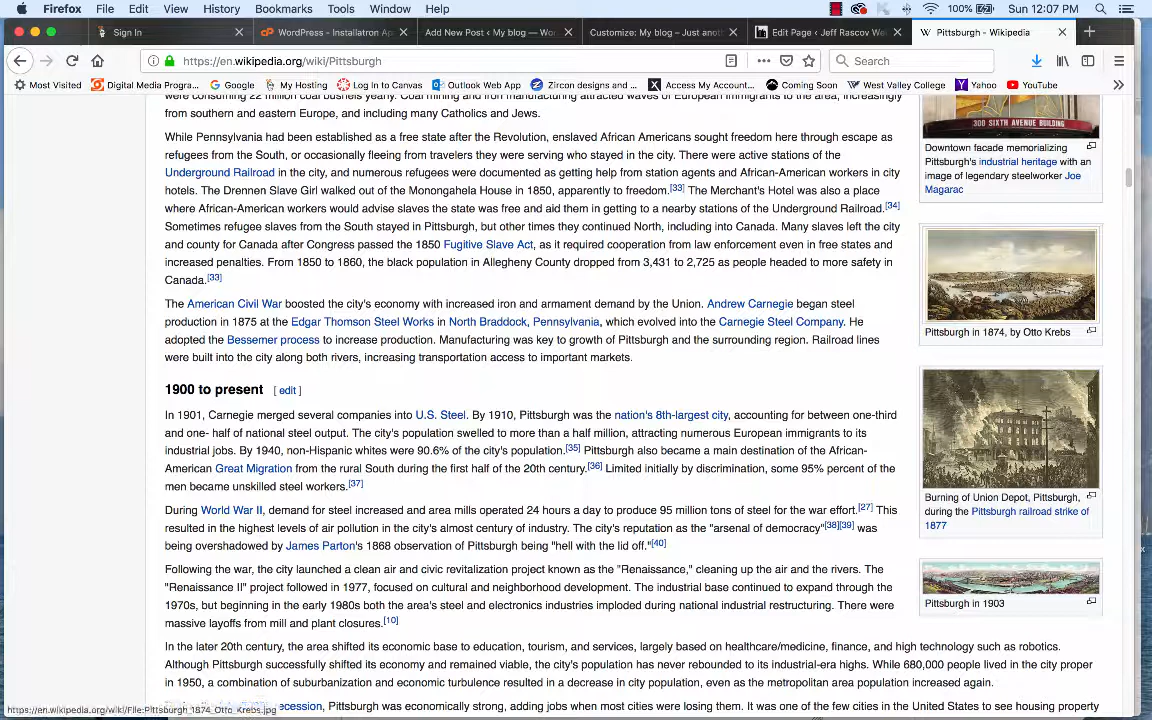 Firefox File Edit View History Bookmarks Tools Window Help 100% Sun 12:07 PM
Sign In WordPress - Installatron Ap Add New Post ‹ My blog — Wo Customize: My blog – Just anot Edit Page ‹ Jeff Rascov We W Pittsburgh - Wikipedia
https://en.wikipedia.org/wiki/Pittsburgh Search
Most Visited Digital Media Progra... Google My Hosting Log In to Canvas Outlook Web App Zircon designs and ... Access My Account... Coming Soon West Valley College Yahoo YouTube
were consuming 22 million coal bushels yearly. Coal mining and iron manufacturing attracted waves of European immigrants to the area, increasingly
from southern and eastern Europe, and including many Catholics and Jews.
While Pennsylvania had been established as a free state after the Revolution, enslaved African Americans sought freedom here through escape as
refugees from the South, or occasionally fleeing from travelers they were serving who stayed in the city. There were active stations of the
Underground Railroad in the city, and numerous refugees were documented as getting help from station agents and African-American workers in city
hotels. The Drennen Slave Girl walked out of the Monongahela House in 1850, apparently to freedom.[33] The Merchant's Hotel was also a place
where African-American workers would advise slaves the state was free and aid them in getting to a nearby stations of the Underground Railroad.[34]
Sometimes refugee slaves from the South stayed in Pittsburgh, but other times they continued North, including into Canada. Many slaves left the city
and county for Canada after Congress passed the 1850 Fugitive Slave Act, as it required cooperation from law enforcement even in free states and
increased penalties. From 1850 to 1860, the black population in Allegheny County dropped from 3,431 to 2,725 as people headed to more safety in
Canada.[33]
The American Civil War boosted the city's economy with increased iron and armament demand by the Union. Andrew Carnegie began steel
production in 1875 at the Edgar Thomson Steel Works in North Braddock, Pennsylvania, which evolved into the Carnegie Steel Company. He
adopted the Bessemer process to increase production. Manufacturing was key to growth of Pittsburgh and the surrounding region. Railroad lines
were built into the city along both rivers, increasing transportation access to important markets.
1900 to present [ edit ]
In 1901, Carnegie merged several companies into U.S. Steel. By 1910, Pittsburgh was the nation's 8th-largest city, accounting for between one-third
and one- half of national steel output. The city's population swelled to more than a half million, attracting numerous European immigrants to its
industrial jobs. By 1940, non-Hispanic whites were 90.6% of the city's population.[35] Pittsburgh also became a main destination of the African-
American Great Migration from the rural South during the first half of the 20th century.[36] Limited initially by discrimination, some 95% percent of the
men became unskilled steel workers.[37]
During World War II, demand for steel increased and area mills operated 24 hours a day to produce 95 million tons of steel for the war effort.[27] This
resulted in the highest levels of air pollution in the city's almost century of industry. The city's reputation as the "arsenal of democracy"[38][39] was
being overshadowed by James Parton's 1868 observation of Pittsburgh being "hell with the lid off."[40]
Following the war, the city launched a clean air and civic revitalization project known as the "Renaissance," cleaning up the air and the rivers. The
"Renaissance II" project followed in 1977, focused on cultural and neighborhood development. The industrial base continued to expand through the
1970s, but beginning in the early 1980s both the area's steel and electronics industries imploded during national industrial restructuring. There were
massive layoffs from mill and plant closures.[10]
In the later 20th century, the area shifted its economic base to education, tourism, and services, largely based on healthcare/medicine, finance, and high technology such as robotics.
Although Pittsburgh successfully shifted its economy and remained viable, the city's population has never rebounded to its industrial-era highs. While 680,000 people lived in the city proper
in 1950, a combination of suburbanization and economic turbulence resulted in a decrease in city population, even as the metropolitan area population increased again.
ecession, Pittsburgh was economically strong, adding jobs when most cities were losing them. It was one of the few cities in the United States to see housing property
https://en.wikipedia.org/wiki/File:Pittsburgh_1874_Otto_Krebs.jpg
300 SIXTH AVENUE BUILDING
Downtown facade memorializing
Pittsburgh's industrial heritage with an
image of legendary steelworker Joe
Magarac
Pittsburgh in 1874, by Otto Krebs
Burning of Union Depot, Pittsburgh,
during the Pittsburgh railroad strike of
1877
Pittsburgh in 1903